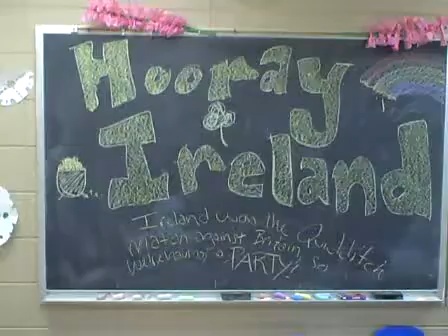 Hooray
Ireland
Ireland won the Quidditch
match against Britain so
we're having a PARTY!